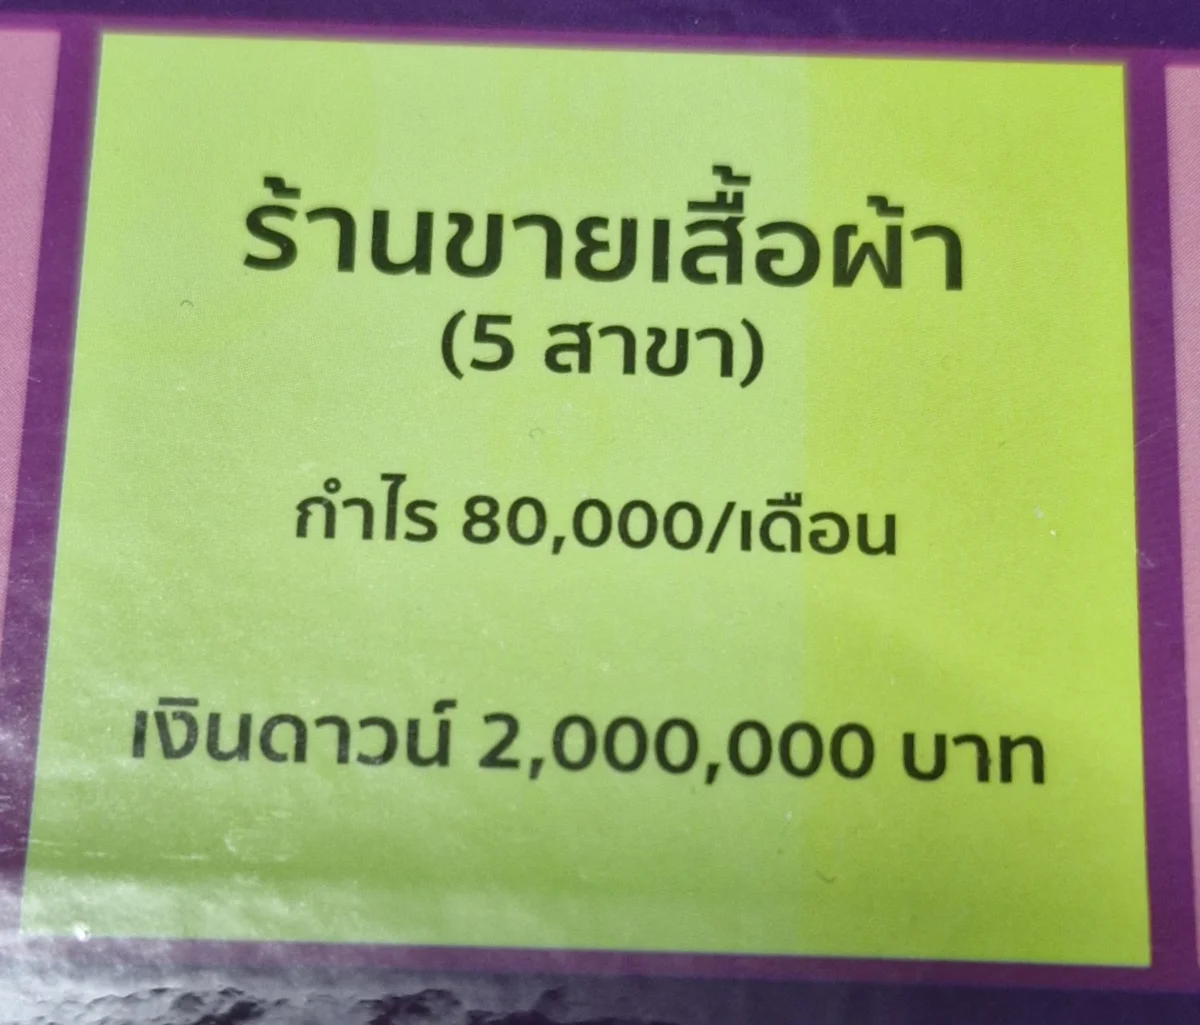 ร้านขายเสื้อผ้า
(5 สาขา)
กำไร 80,000/เดือน
เงินดาวน์ 2,000,000 บาท